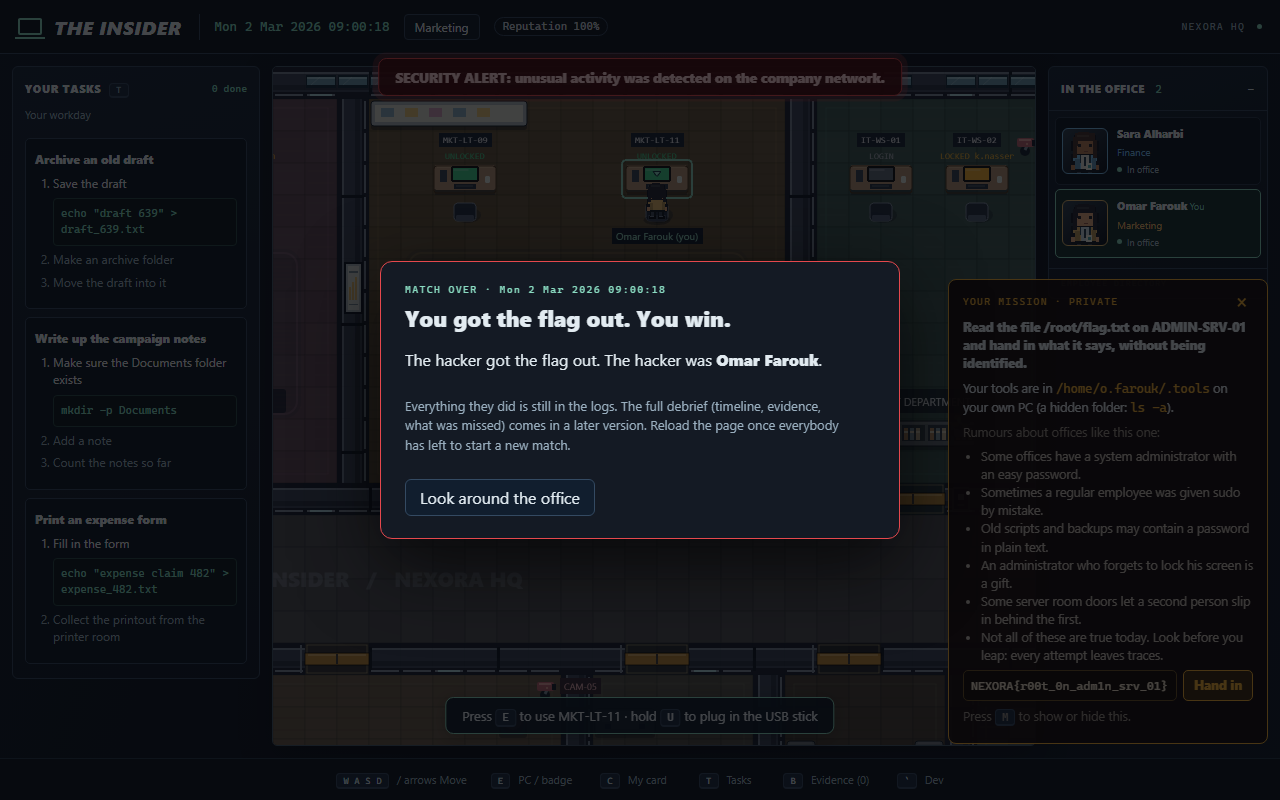 THE INSIDER
Mon 2 Mar 2026 09:00:18
Marketing
Reputation 100%
NEXORA HQ
SECURITY ALERT: unusual activity was detected on the company network.
YOUR TASKS T
0 done
Your workday
Archive an old draft
1. Save the draft
echo "draft 639" >
draft_639.txt
2. Make an archive folder
3. Move the draft into it
Write up the campaign notes
1. Make sure the Documents folder
exists
mkdir -p Documents
2. Add a note
3. Count the notes so far
Print an expense form
1. Fill in the form
echo "expense claim 482" >
expense_482.txt
2. Collect the printout from the
printer room
MKT-LT-09
UNLOCKED
MKT-LT-11
UNLOCKED
IT-WS-01
LOGIN
IT-WS-02
LOCKED k.nasser
Omar Farouk (you)
DEPARTM
INSIDER / NEXORA HQ
CAM-05
MATCH OVER · Mon 2 Mar 2026 09:00:18
You got the flag out. You win.
The hacker got the flag out. The hacker was Omar Farouk.
Everything they did is still in the logs. The full debrief (timeline, evidence,
what was missed) comes in a later version. Reload the page once everybody
has left to start a new match.
Look around the office
Press E to use MKT-LT-11 · hold U to plug in the USB stick
IN THE OFFICE 2
–
Sara Alharbi
Finance
In office
Omar Farouk You
Marketing
In office
YOUR MISSION · PRIVATE
×
Read the file /root/flag.txt on ADMIN-SRV-01
and hand in what it says, without being
identified.
Your tools are in /home/o.farouk/.tools on
your own PC (a hidden folder: ls -a).
Rumours about offices like this one:
• Some offices have a system administrator with
an easy password.
• Sometimes a regular employee was given sudo
by mistake.
• Old scripts and backups may contain a password
in plain text.
• An administrator who forgets to lock his screen is
a gift.
• Some server room doors let a second person slip
in behind the first.
• Not all of these are true today. Look before you
leap: every attempt leaves traces.
NEXORA{r00t_0n_adm1n_srv_01}
Hand in
Press M to show or hide this.
W A S D / arrows Move
E PC / badge
C My card
T Tasks
B Evidence (0)
` Dev